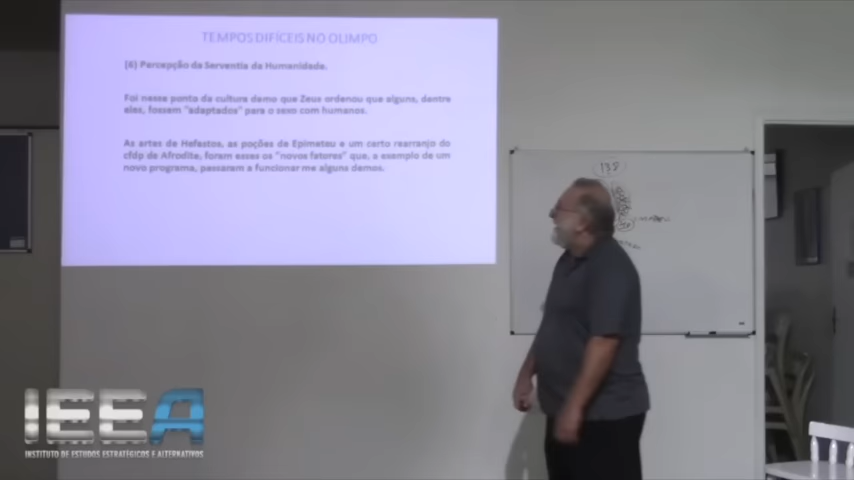 TEMPOS DIFÍCEIS NO OLIMPO
(6) Percepção da Serventia da Humanidade.
Foi nesse ponto da cultura demo que Zeus ordenou que alguns, dentre
eles, fossem "adaptados" para o sexo com humanos.
As artes de Hefastos, as poções de Epimeteu e um certo rearranjo do
cfdp de Afrodite, foram esses os "novos fatores" que, a exemplo de um
novo programa, passaram a funcionar me alguns demos.
138
IEEA
INSTITUTO DE ESTUDOS ESTRATÉGICOS E ALTERNATIVOS